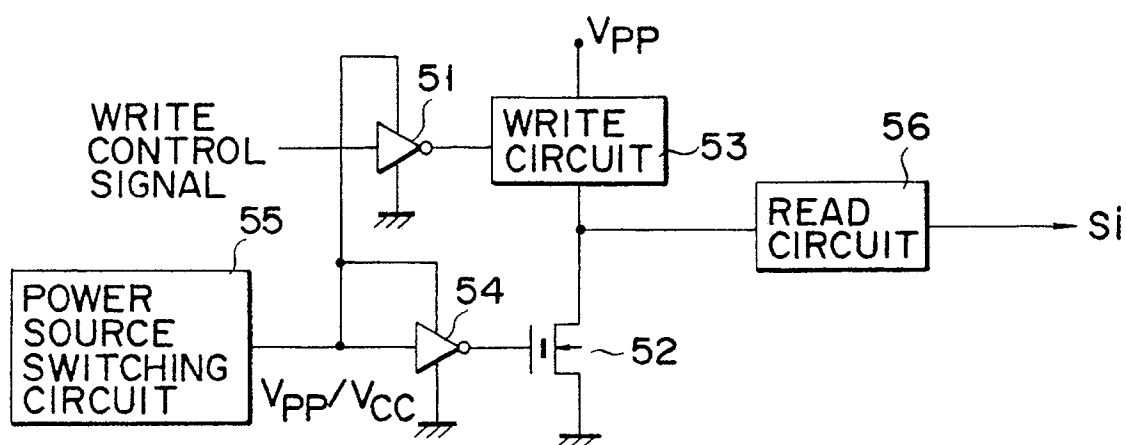 VPP
51
WRITE
CONTROL
SIGNAL
WRITE
CIRCUIT
53
56
READ
CIRCUIT
Si
55
POWER
SOURCE
SWITCHING
CIRCUIT
VPP/VCC
54
52